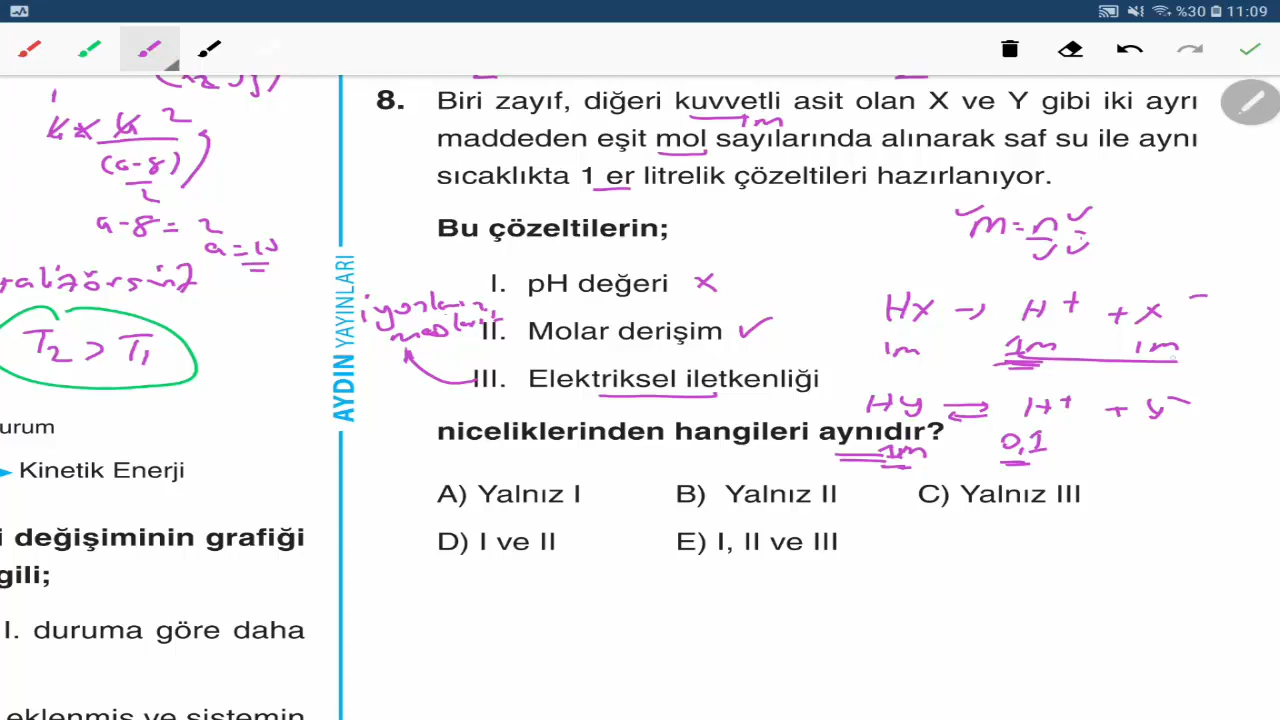 %30 11:09
a-8 = 2
a = 10
T2 > T1
urum
Kinetik Enerji
i değişiminin grafiği
gili;
I. duruma göre daha
eklenmiş ve sistemin
AYDIN YAYINLARI
8. Biri zayıf, diğeri kuvvetli asit olan X ve Y gibi iki ayrı
1m
maddeden eşit mol sayılarında alınarak saf su ile aynı
sıcaklıkta 1 er litrelik çözeltileri hazırlanıyor.
Bu çözeltilerin;
I. pH değeri x
II. Molar derişim ✓
III. Elektriksel iletkenliği
niceliklerinden hangileri aynıdır?
A) Yalnız I B) Yalnız II C) Yalnız III
D) I ve II E) I, II ve III
HX → H+ + X-
1m 1m 1m
HY ⇌ H+ + Y-
1m 0,1